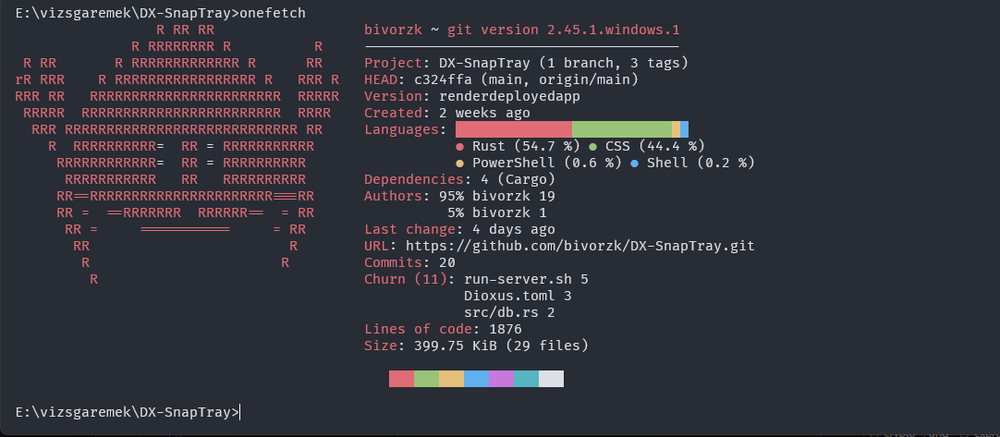 E:\vizsgaremek\DX-SnapTray>onefetch
R RR RR
R RRRRRRRR R R
R RR R RRRRRRRRRRRRR R RR
rR RRR R RRRRRRRRRRRRRRRRR R RRR R
RRR RR RRRRRRRRRRRRRRRRRRRRRRR RRRRR
RRRRR RRRRRRRRRRRRRRRRRRRRRRRR RRRR
RRR RRRRRRRRRRRRRRRRRRRRRRRRRRRR RR
R RRRRRRRRRR= RR = RRRRRRRRRRR
RRRRRRRRRRRR= RR = RRRRRRRRRR
RRRRRRRRRRR RR RRRRRRRRRR
RR==RRRRRRRRRRRRRRRRRRRRRR===RR
RR = ==RRRRRRR RRRRRR== = RR
RR = =========== = RR
RR R
R R
R
bivorzk ~ git version 2.45.1.windows.1
Project: DX-SnapTray (1 branch, 3 tags)
HEAD: c324ffa (main, origin/main)
Version: renderdeployedapp
Created: 2 weeks ago
Languages:
● Rust (54.7 %) ● CSS (44.4 %)
● PowerShell (0.6 %) ● Shell (0.2 %)
Dependencies: 4 (Cargo)
Authors: 95% bivorzk 19
5% bivorzk 1
Last change: 4 days ago
URL: https://github.com/bivorzk/DX-SnapTray.git
Commits: 20
Churn (11): run-server.sh 5
Dioxus.toml 3
src/db.rs 2
Lines of code: 1876
Size: 399.75 KiB (29 files)
E:\vizsgaremek\DX-SnapTray>